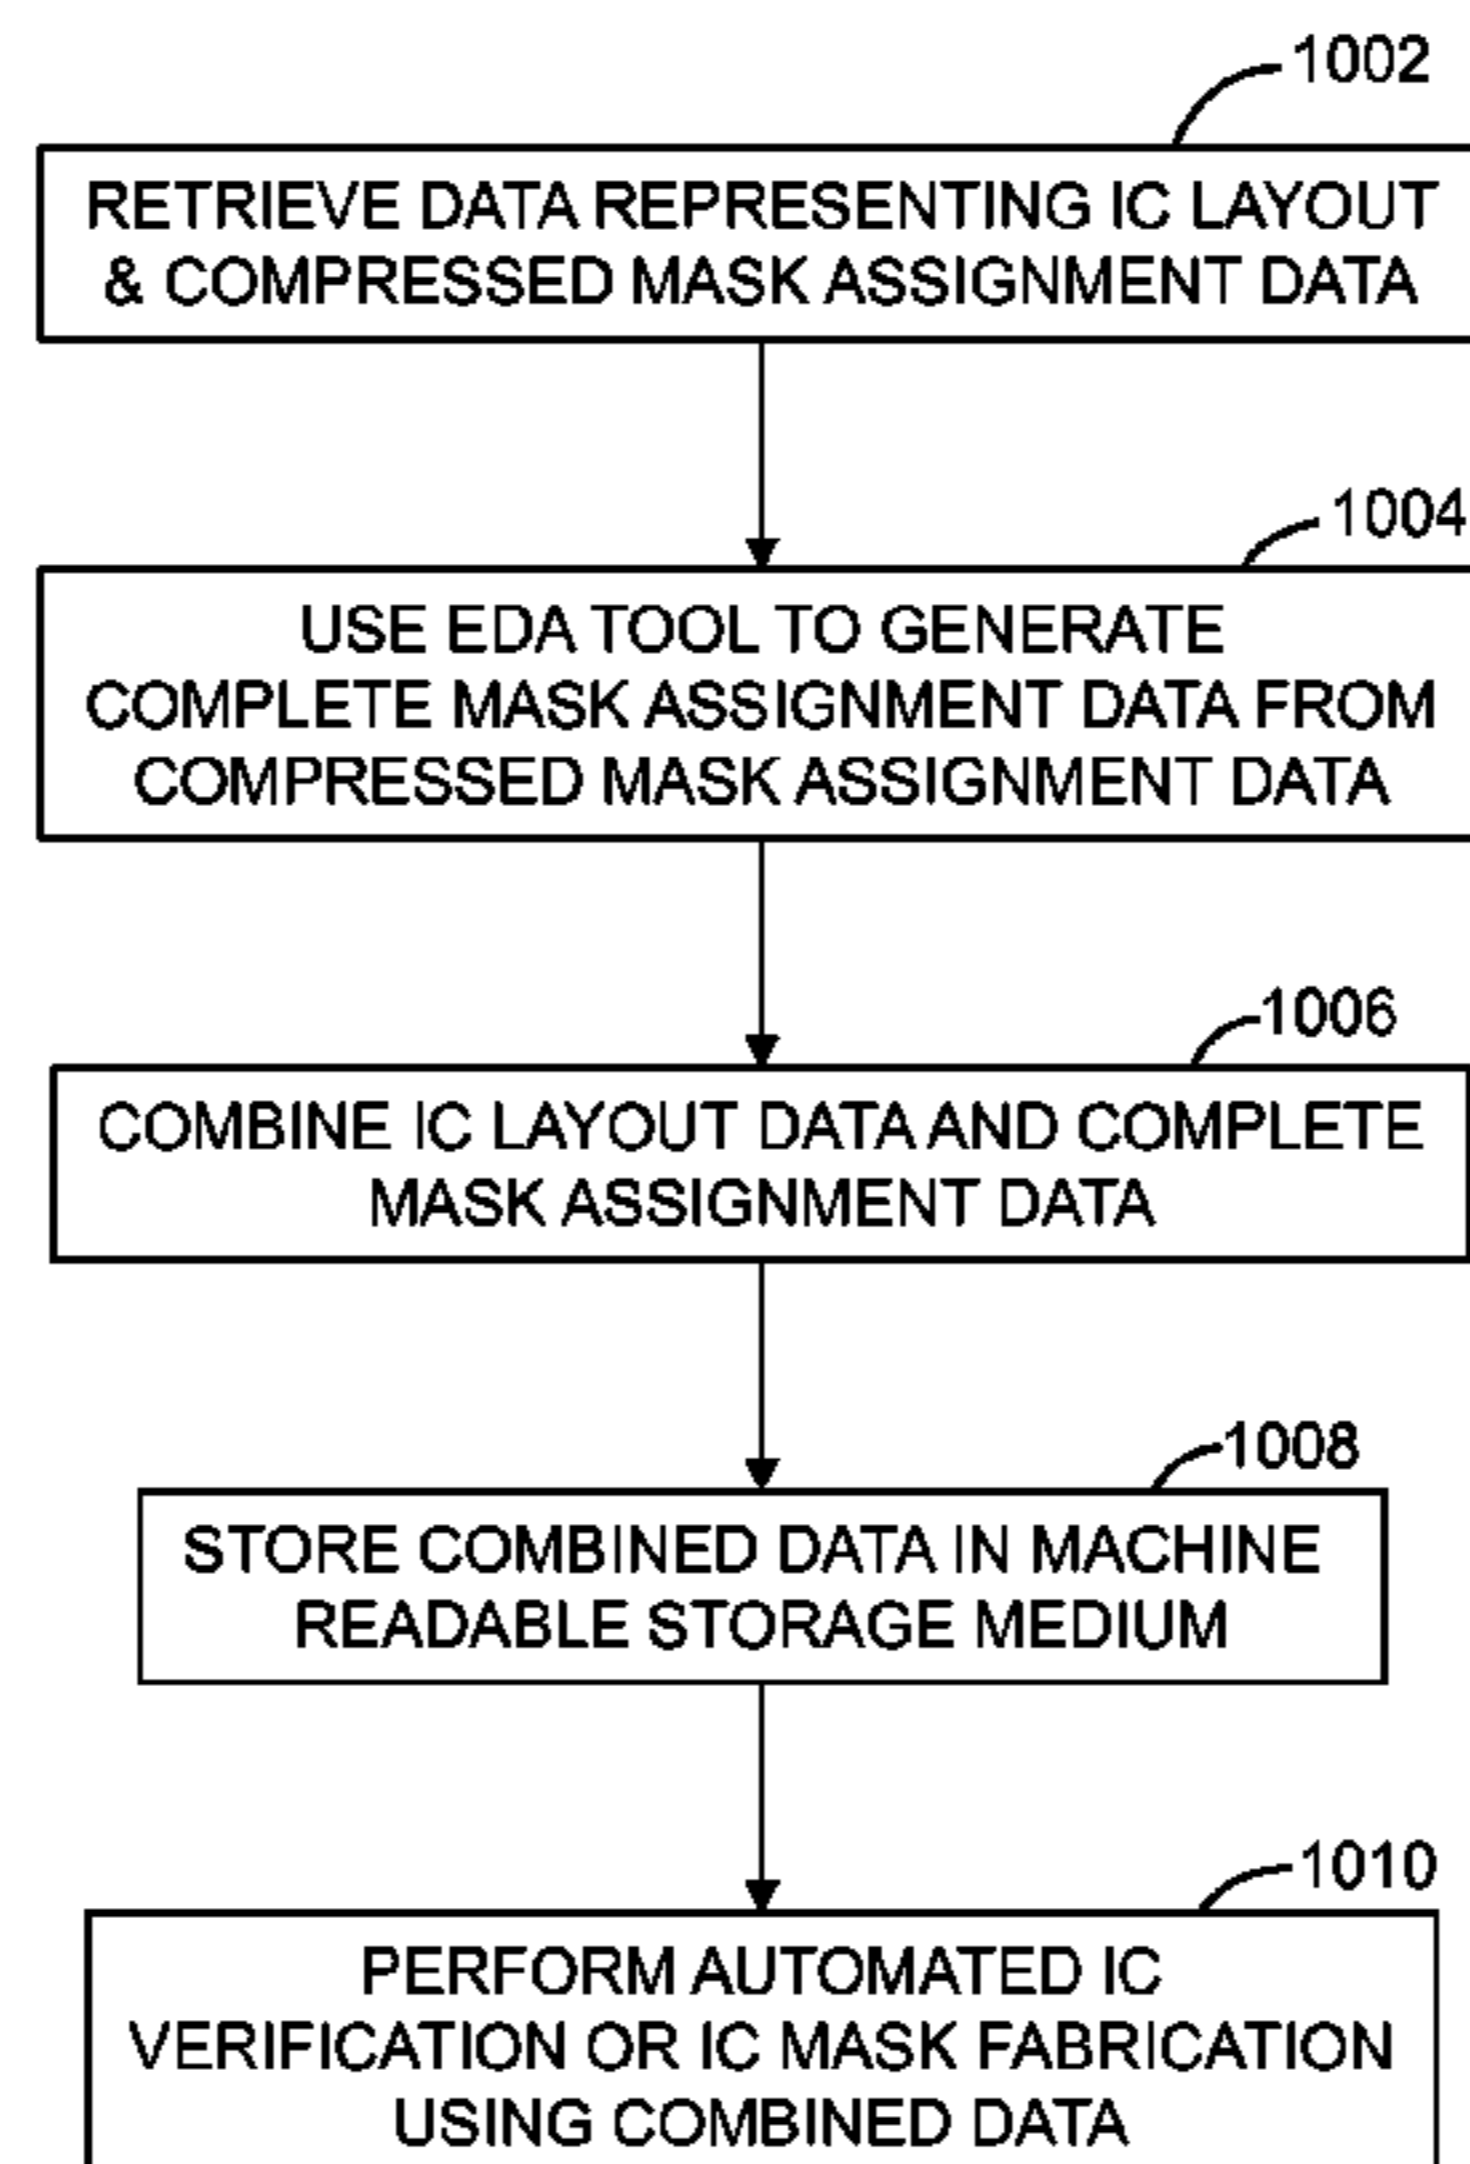 1002
RETRIEVE DATA REPRESENTING IC LAYOUT
& COMPRESSED MASK ASSIGNMENT DATA
1004
USE EDA TOOL TO GENERATE
COMPLETE MASK ASSIGNMENT DATA FROM
COMPRESSED MASK ASSIGNMENT DATA
1006
COMBINE IC LAYOUT DATA AND COMPLETE
MASK ASSIGNMENT DATA
1008
STORE COMBINED DATA IN MACHINE
READABLE STORAGE MEDIUM
1010
PERFORM AUTOMATED IC
VERIFICATION OR IC MASK FABRICATION
USING COMBINED DATA